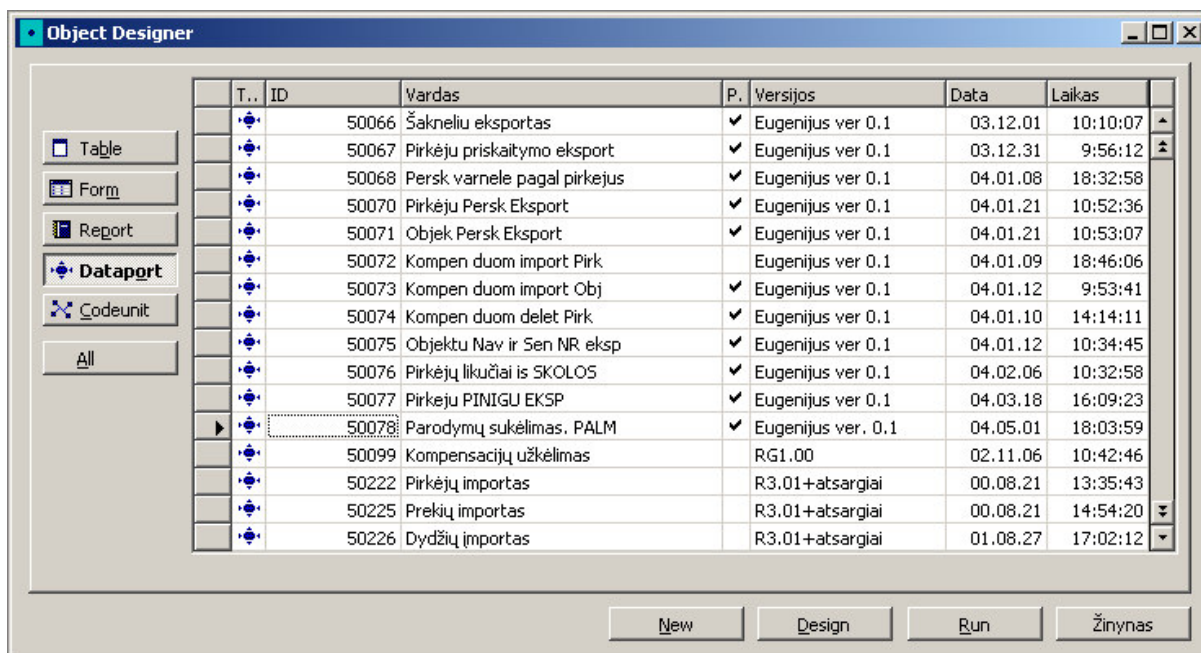 Object Designer
T.. ID Vardas P. Versijos Data Laikas
50066 Šakneliu eksportas ✔ Eugenijus ver 0.1 03.12.01 10:10:07
50067 Pirkėju priskaitymo eksport ✔ Eugenijus ver 0.1 03.12.31 9:56:12
50068 Persk varnele pagal pirkejus ✔ Eugenijus ver 0.1 04.01.08 18:32:58
50070 Pirkėju Persk Eksport ✔ Eugenijus ver 0.1 04.01.21 10:52:36
50071 Objek Persk Eksport ✔ Eugenijus ver 0.1 04.01.21 10:53:07
50072 Kompen duom import Pirk Eugenijus ver 0.1 04.01.09 18:46:06
50073 Kompen duom import Obj ✔ Eugenijus ver 0.1 04.01.12 9:53:41
50074 Kompen duom delet Pirk ✔ Eugenijus ver 0.1 04.01.10 14:14:11
50075 Objektu Nav ir Sen NR eksp ✔ Eugenijus ver 0.1 04.01.12 10:34:45
50076 Pirkėjų likučiai is SKOLOS ✔ Eugenijus ver 0.1 04.02.06 10:32:58
50077 Pirkeju PINIGU EKSP ✔ Eugenijus ver 0.1 04.03.18 16:09:23
50078 Parodymų sukėlimas. PALM ✔ Eugenijus ver. 0.1 04.05.01 18:03:59
50099 Kompensacijų užkėlimas RG1.00 02.11.06 10:42:46
50222 Pirkėjų importas R3.01+atsargiai 00.08.21 13:35:43
50225 Prekių importas R3.01+atsargiai 00.08.21 14:54:20
50226 Dydžių įmportas R3.01+atsargiai 01.08.27 17:02:12
Table
Form
Report
Dataport
Codeunit
All
New Design Run Žinynas